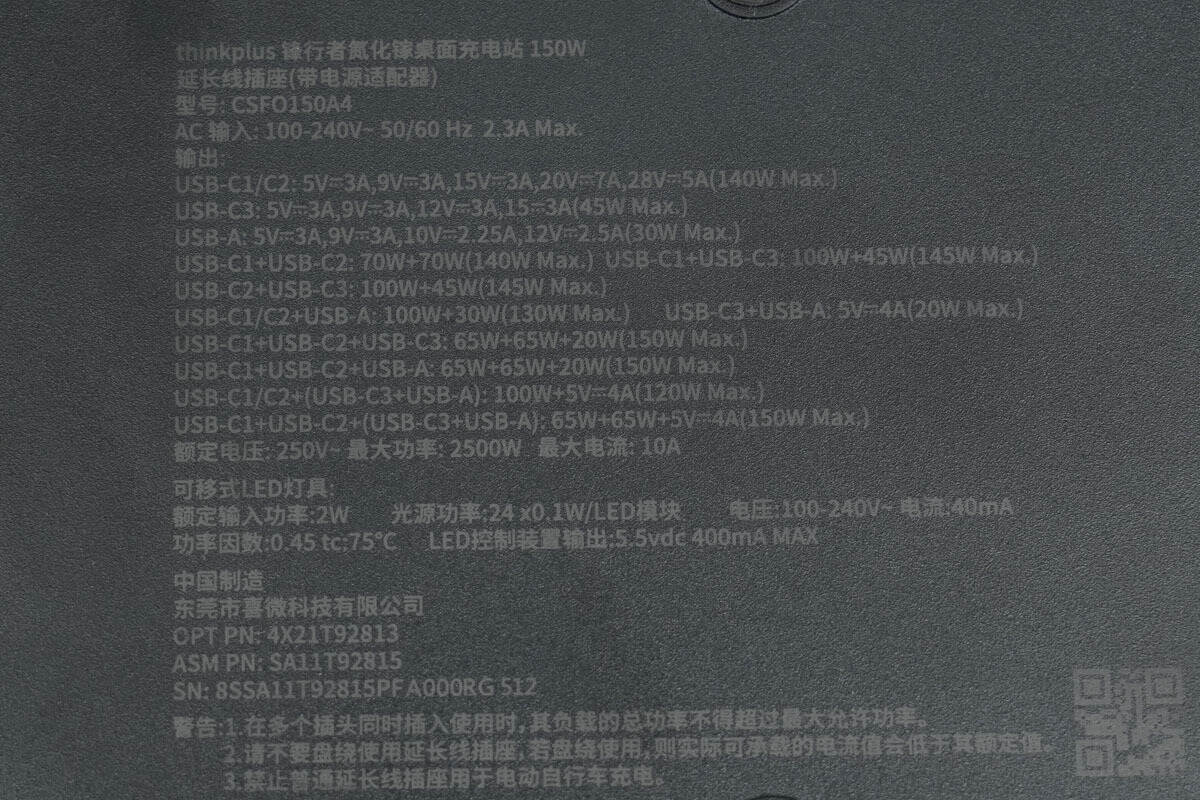 thinkplus 锋行者氮化镓桌面充电站 150W
延长线插座(带电源适配器)
型号: CSFO150A4
AC 输入: 100-240V~ 50/60 Hz 2.3A Max.
输出:
USB-C1/C2: 5V⎓3A,9V⎓3A,15V⎓3A,20V⎓7A,28V⎓5A(140W Max.)
USB-C3: 5V⎓3A,9V⎓3A,12V⎓3A,15⎓3A(45W Max.)
USB-A: 5V⎓3A,9V⎓3A,10V⎓2.25A,12V⎓2.5A(30W Max.)
USB-C1+USB-C2: 70W+70W(140W Max.) USB-C1+USB-C3: 100W+45W(145W Max.)
USB-C2+USB-C3: 100W+45W(145W Max.)
USB-C1/C2+USB-A: 100W+30W(130W Max.) USB-C3+USB-A: 5V⎓4A(20W Max.)
USB-C1+USB-C2+USB-C3: 65W+65W+20W(150W Max.)
USB-C1+USB-C2+USB-A: 65W+65W+20W(150W Max.)
USB-C1/C2+(USB-C3+USB-A): 100W+5V⎓4A(120W Max.)
USB-C1+USB-C2+(USB-C3+USB-A): 65W+65W+5V⎓4A(150W Max.)
额定电压: 250V~ 最大功率: 2500W 最大电流: 10A
可移式LED灯具:
额定输入功率:2W 光源功率:24 x0.1W/LED模块 电压:100-240V~ 电流:40mA
功率因数:0.45 tc:75°C LED控制装置输出:5.5vdc 400mA MAX
中国制造
东莞市喜微科技有限公司
OPT PN: 4X21T92813
ASM PN: SA11T92815
SN: 8SSA11T92815PFA000RG 512
警告:1.在多个插头同时插入使用时,其负载的总功率不得超过最大允许功率。
2.请不要盘绕使用延长线插座,若盘绕使用,则实际可承载的电流值会低于其额定值。
3.禁止普通延长线插座用于电动自行车充电。